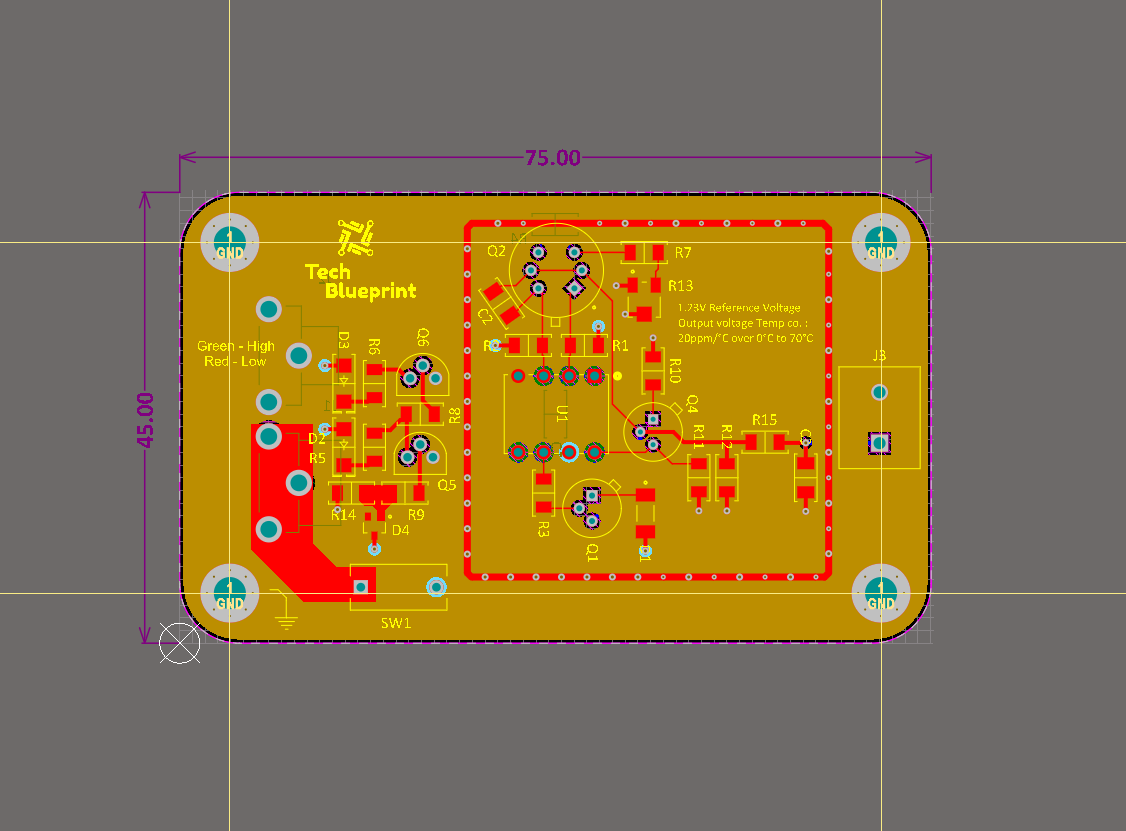 75.00
45.00
1
GND
1
GND
Tech
Blueprint
Q2
R7
R13
C2
1.23V Reference Voltage
Output voltage Temp co. :
20ppm/°C over 0°C to 70°C
Green - High
Red - Low
D3
R6
Q6
R1
R10
J3
U1
Q4
R8
R15
R11
R12
D2
R5
Q5
R14
R9
D4
R3
Q1
1
GND
1
GND
SW1